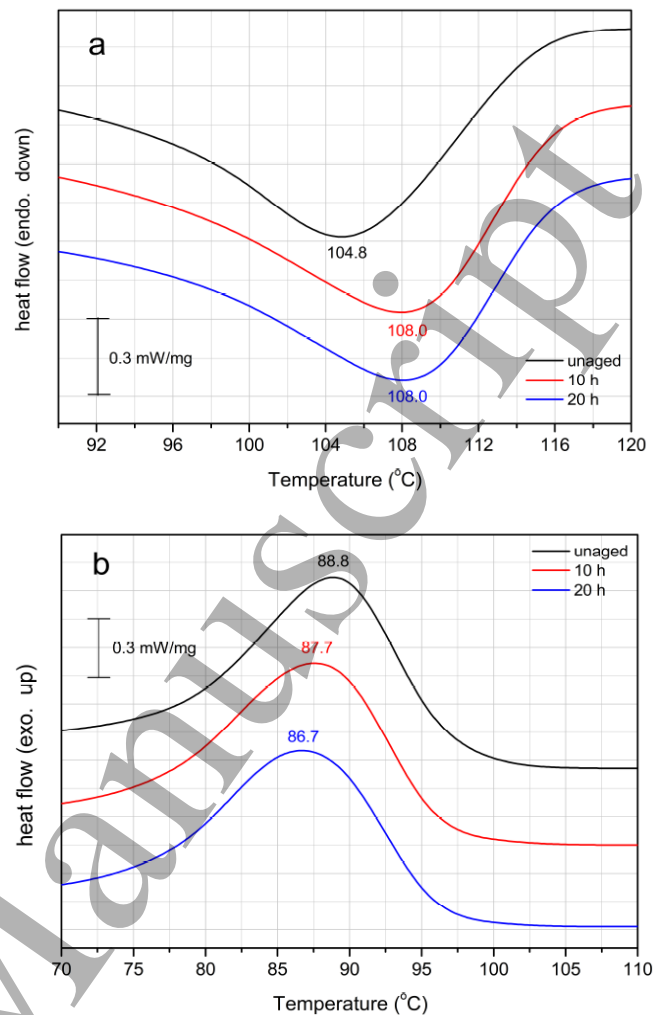 a
heat flow (endo. down)
104.8
108.0
108.0
0.3 mW/mg
unaged
10 h
20 h
92 96 100 104 108 112 116 120
Temperature (°C)
b
heat flow (exo. up)
unaged
10 h
20 h
88.8
0.3 mW/mg
87.7
86.7
70 75 80 85 90 95 100 105 110
Temperature (°C)
Manuscript